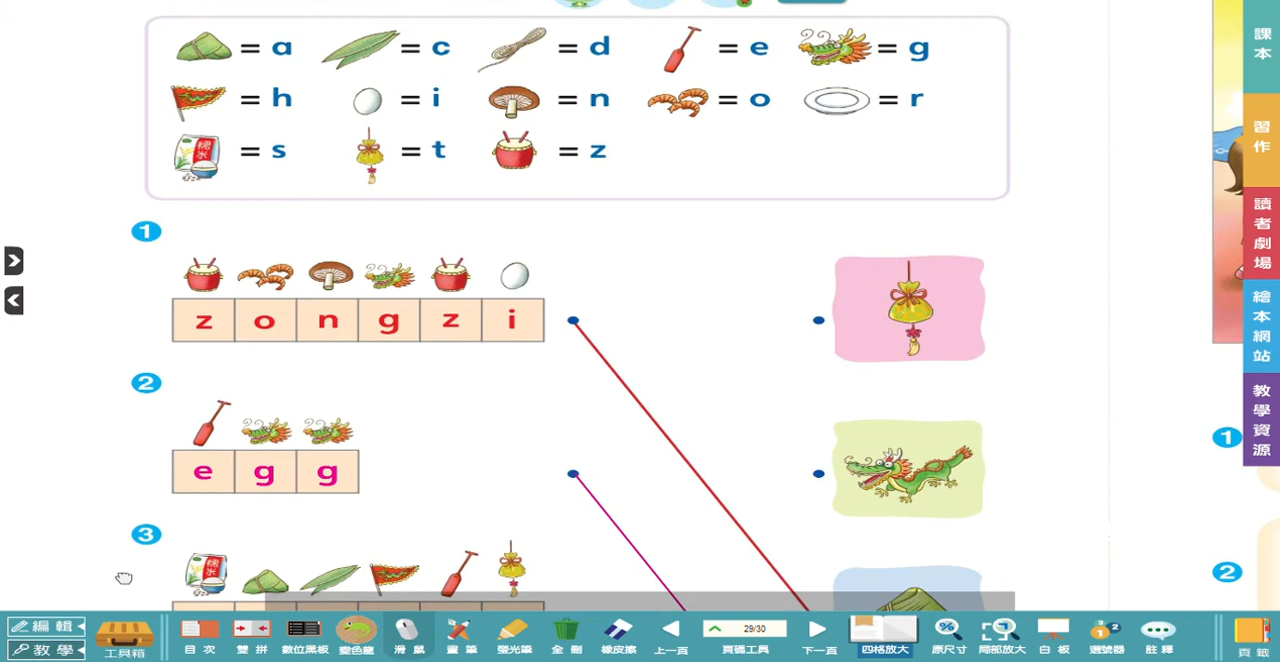 = a = c = d = e = g
= h = i = n = o = r
= s = t = z
糯米
1
z o n g z i
2
e g g
3
課本
習作
讀者劇場
繪本網站
教學資源
1
2
編輯
教學
工具箱
目次 雙拼 數位黑板 變色龍 滑鼠 畫筆 螢光筆 全刪 橡皮擦 上一頁 29/30 頁碼工具 下一頁 四格放大 原尺寸 局部放大 白板 選號器 註釋 頁籤